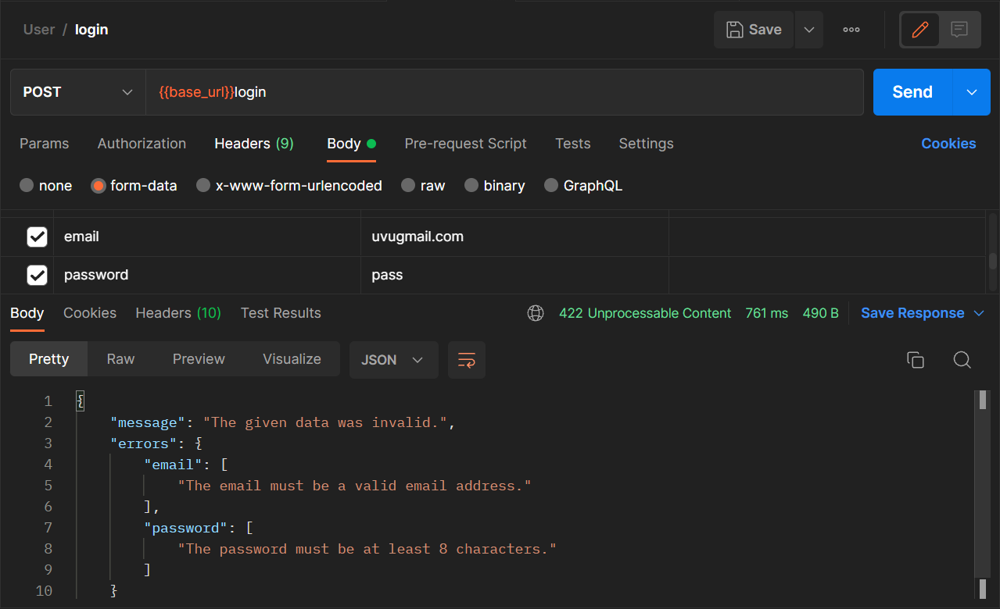 User / login
Save
POST
{{base_url}}login
Send
Params Authorization Headers (9) Body Pre-request Script Tests Settings Cookies
none form-data x-www-form-urlencoded raw binary GraphQL
email uvugmail.com
password pass
Body Cookies Headers (10) Test Results 422 Unprocessable Content 761 ms 490 B Save Response
Pretty Raw Preview Visualize JSON
1 {
2 "message": "The given data was invalid.",
3 "errors": {
4 "email": [
5 "The email must be a valid email address."
6 ],
7 "password": [
8 "The password must be at least 8 characters."
9 ]
10 }